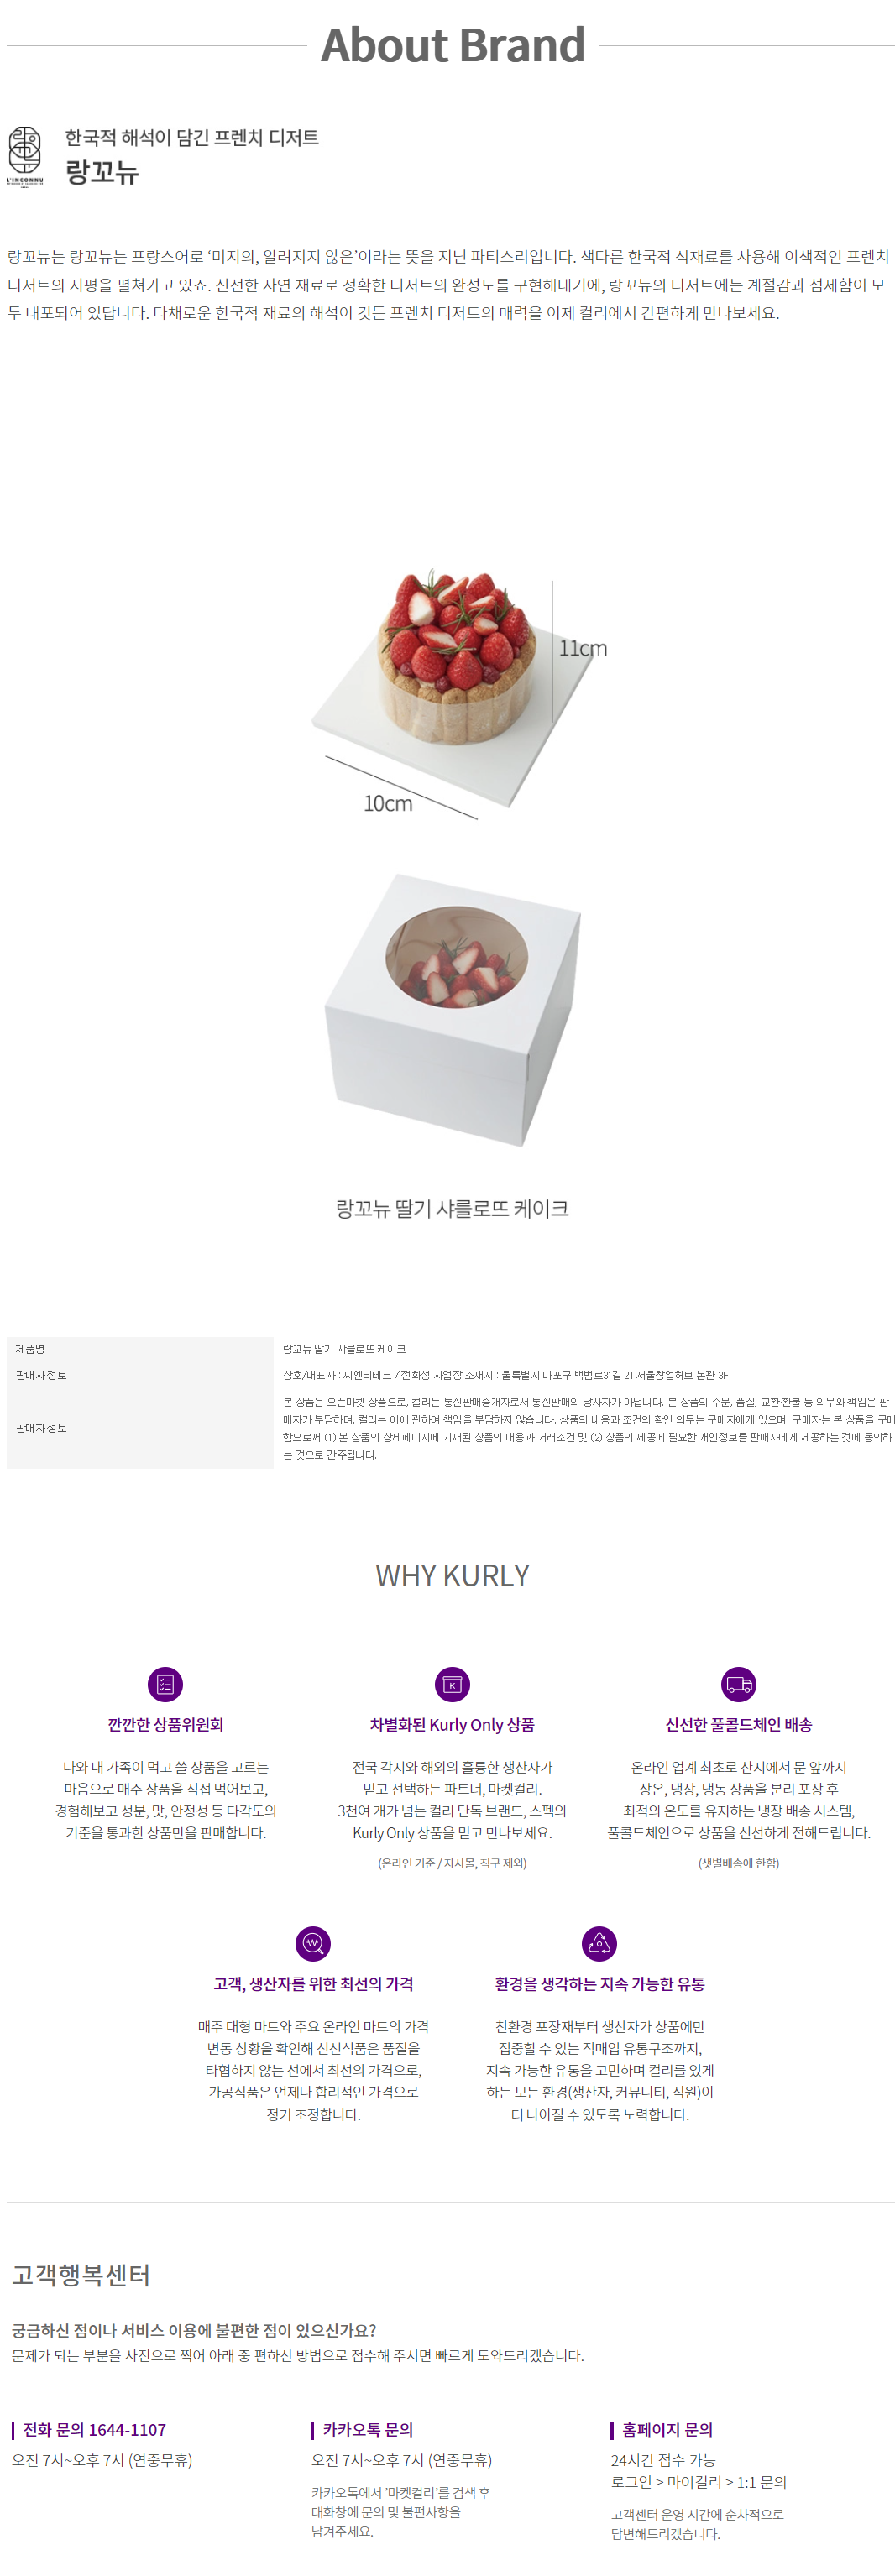 About Brand
한국적 해석이 담긴 프렌치 디저트
L'INCONNU
랑꼬뉴
랑꼬뉴는 랑꼬뉴는 프랑스어로 ‘미지의, 알려지지 않은’이라는 뜻을 지닌 파티스리입니다. 색다른 한국적 식재료를 사용해 이색적인 프렌치
디저트의 지평을 펼쳐가고 있죠. 신선한 자연 재료로 정확한 디저트의 완성도를 구현해내기에, 랑꼬뉴의 디저트에는 계절감과 섬세함이 모
두 내포되어 있답니다. 다채로운 한국적 재료의 해석이 깃든 프렌치 디저트의 매력을 이제 컬리에서 간편하게 만나보세요.
11cm
10cm
랑꼬뉴 딸기 샤를로뜨 케이크
제품명
랑꼬뉴 딸기 샤를로뜨 케이크
판매자 정보
상호/대표자 : 씨엔티테크 / 전화성 사업장 소재지 : 울특별시 마포구 백범로31길 21 서울창업허브 본관 3F
판매자 정보
본 상품은 오픈마켓 상품으로, 컬리는 통신판매중개자로서 통신판매의 당사자가 아닙니다. 본 상품의 주문, 품질, 교환·환불 등 의무와 책임은 판
매자가 부담하며, 컬리는 이에 관하여 책임을 부담하지 않습니다. 상품의 내용과 조건의 확인 의무는 구매자에게 있으며, 구매자는 본 상품을 구매
함으로써 (1) 본 상품의 상세페이지에 기재된 상품의 내용과 거래조건 및 (2) 상품의 제공에 필요한 개인정보를 판매자에게 제공하는 것에 동의하
는 것으로 간주됩니다.
WHY KURLY
깐깐한 상품위원회
나와 내 가족이 먹고 쓸 상품을 고르는
마음으로 매주 상품을 직접 먹어보고,
경험해보고 성분, 맛, 안정성 등 다각도의
기준을 통과한 상품만을 판매합니다.
차별화된 Kurly Only 상품
전국 각지와 해외의 훌륭한 생산자가
믿고 선택하는 파트너, 마켓컬리.
3천여 개가 넘는 컬리 단독 브랜드, 스펙의
Kurly Only 상품을 믿고 만나보세요.
(온라인 기준 / 자사몰, 직구 제외)
신선한 풀콜드체인 배송
온라인 업계 최초로 산지에서 문 앞까지
상온, 냉장, 냉동 상품을 분리 포장 후
최적의 온도를 유지하는 냉장 배송 시스템,
풀콜드체인으로 상품을 신선하게 전해드립니다.
(샛별배송에 한함)
고객, 생산자를 위한 최선의 가격
매주 대형 마트와 주요 온라인 마트의 가격
변동 상황을 확인해 신선식품은 품질을
타협하지 않는 선에서 최선의 가격으로,
가공식품은 언제나 합리적인 가격으로
정기 조정합니다.
환경을 생각하는 지속 가능한 유통
친환경 포장재부터 생산자가 상품에만
집중할 수 있는 직매입 유통구조까지,
지속 가능한 유통을 고민하며 컬리를 있게
하는 모든 환경(생산자, 커뮤니티, 직원)이
더 나아질 수 있도록 노력합니다.
고객행복센터
궁금하신 점이나 서비스 이용에 불편한 점이 있으신가요?
문제가 되는 부분을 사진으로 찍어 아래 중 편하신 방법으로 접수해 주시면 빠르게 도와드리겠습니다.
전화 문의 1644-1107
오전 7시~오후 7시 (연중무휴)
카카오톡 문의
오전 7시~오후 7시 (연중무휴)
카카오톡에서 '마켓컬리'를 검색 후
대화창에 문의 및 불편사항을
남겨주세요.
홈페이지 문의
24시간 접수 가능
로그인 > 마이컬리 > 1:1 문의
고객센터 운영 시간에 순차적으로
답변해드리겠습니다.